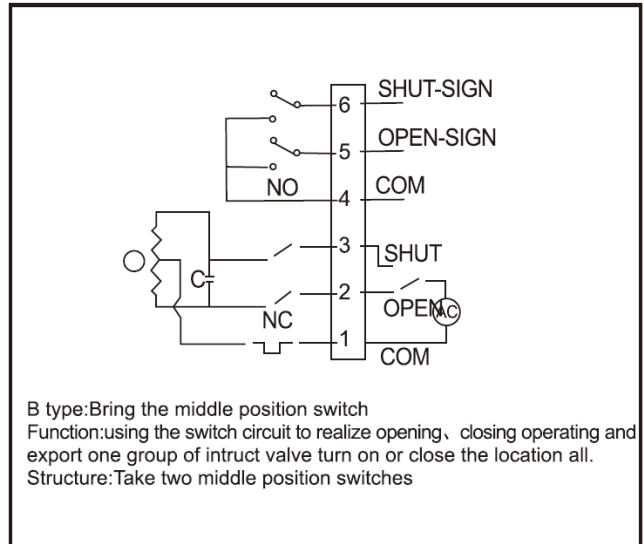 SHUT-SIGN
6
OPEN-SIGN
5
NO
4
COM
3
SHUT
C
2
NC
OPEN
AC
1
COM
B type:Bring the middle position switch
Function:using the switch circuit to realize opening、closing operating and
export one group of intruct valve turn on or close the location all.
Structure:Take two middle position switches